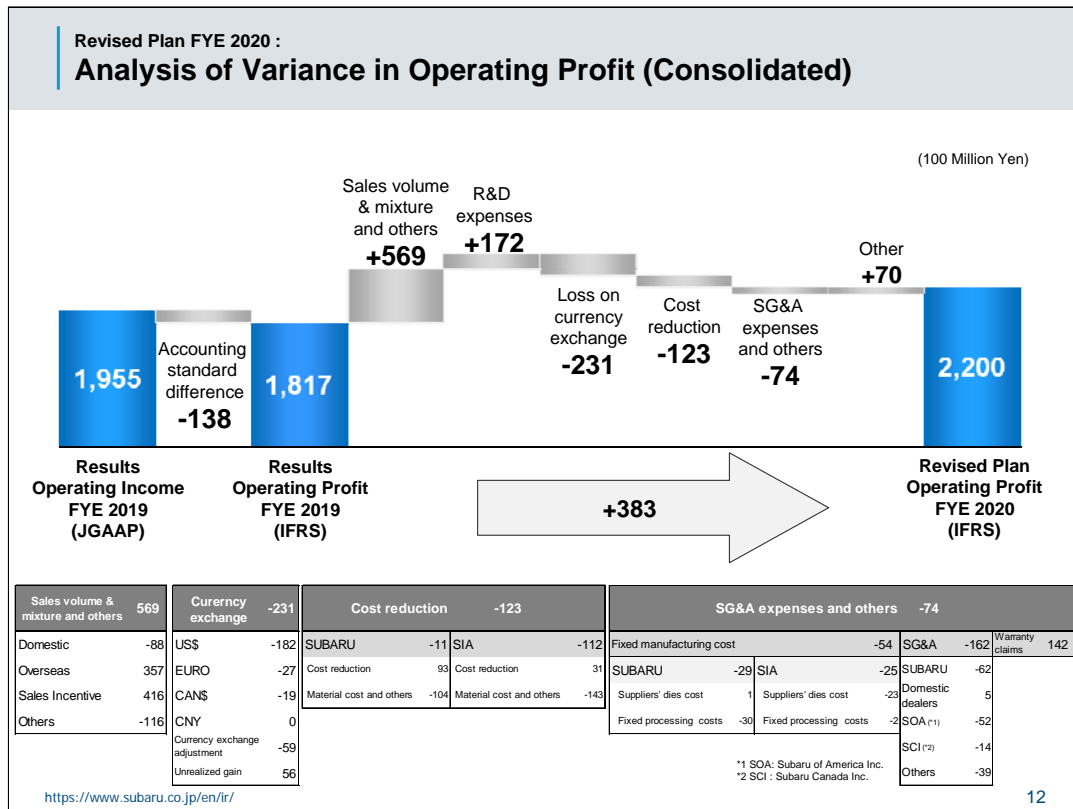 Revised Plan FYE 2020 :
Analysis of Variance in Operating Profit (Consolidated)
(100 Million Yen)
Sales volume
& mixture
and others
+569
R&D
expenses
+172
Other
+70
1,955
Accounting
standard
difference
-138
1,817
Loss on
currency
exchange
-231
Cost
reduction
-123
SG&A
expenses
and others
-74
2,200
Results
Operating Income
FYE 2019
(JGAAP)
Results
Operating Profit
FYE 2019
(IFRS)
+383
Revised Plan
Operating Profit
FYE 2020
(IFRS)
Sales volume &
mixture and others 569
Domestic -88
Overseas 357
Sales Incentive 416
Others -116
Curerncy
exchange -231
US$ -182
EURO -27
CAN$ -19
CNY 0
Currency exchange
adjustment -59
Unrealized gain 56
Cost reduction -123
SUBARU -11 SIA -112
Cost reduction 93 Cost reduction 31
Material cost and others -104 Material cost and others -143
SG&A expenses and others -74
Fixed manufacturing cost -54
SUBARU -29 SIA -25
Suppliers' dies cost 1 Suppliers' dies cost -23
Fixed processing costs -30 Fixed processing costs -2
SG&A -162
SUBARU -62
Domestic
dealers 5
SOA (*1) -52
SCI (*2) -14
Others -39
Warranty
claims 142
*1 SOA: Subaru of America Inc.
*2 SCI : Subaru Canada Inc.
https://www.subaru.co.jp/en/ir/
12